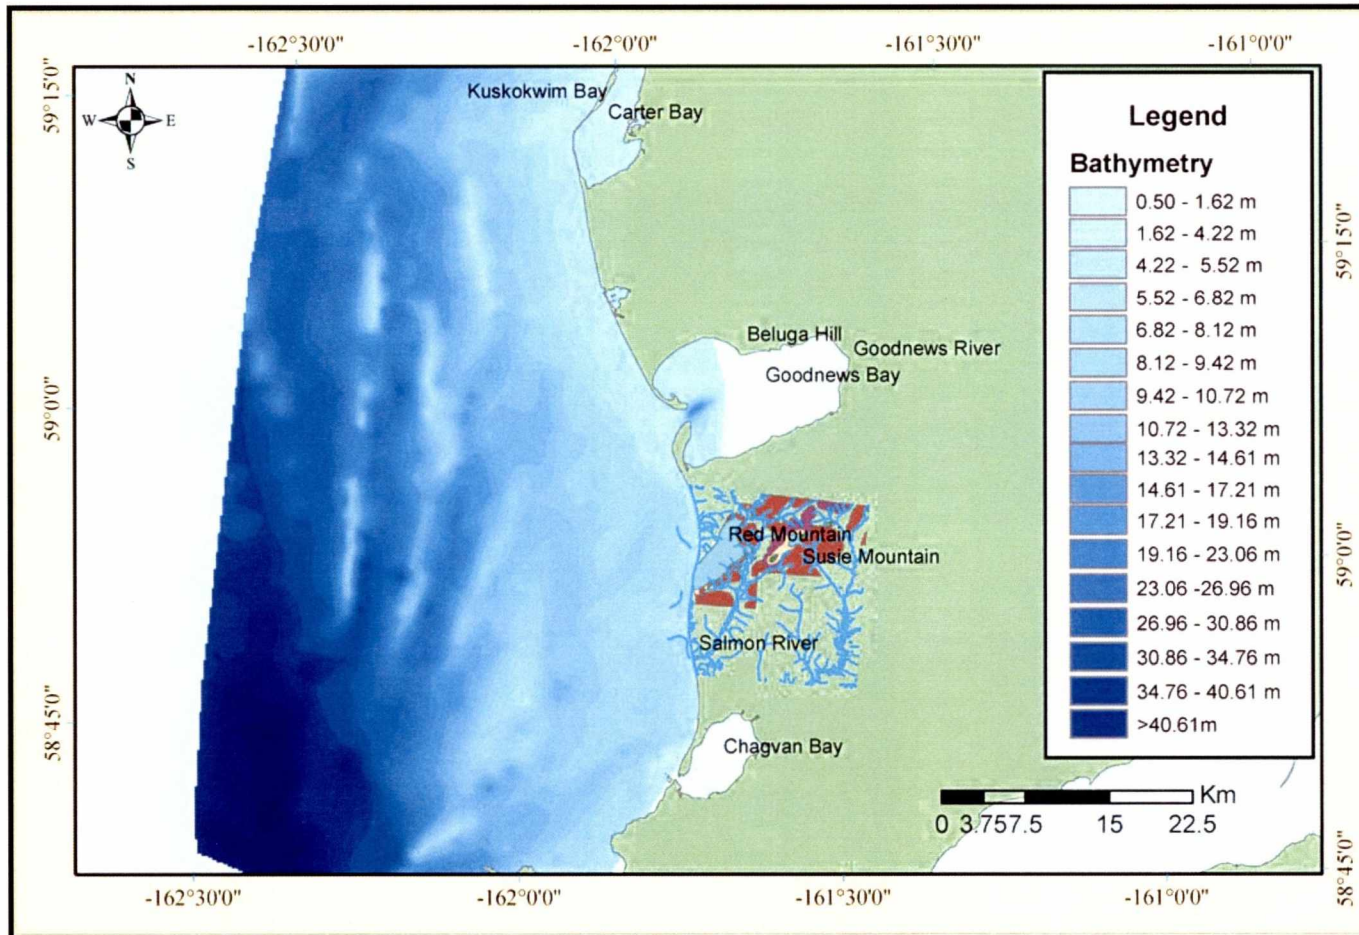 -162°30'0" -162°0'0" -161°30'0" -161°0'0"
59°15'0"
59°0'0"
58°45'0"
N
W E
S
Kuskokwim Bay
Carter Bay
Beluga Hill
Goodnews River
Goodnews Bay
Red Mountain
Susie Mountain
Salmon River
Chagvan Bay
Legend
Bathymetry
0.50 - 1.62 m
1.62 - 4.22 m
4.22 - 5.52 m
5.52 - 6.82 m
6.82 - 8.12 m
8.12 - 9.42 m
9.42 - 10.72 m
10.72 - 13.32 m
13.32 - 14.61 m
14.61 - 17.21 m
17.21 - 19.16 m
19.16 - 23.06 m
23.06 -26.96 m
26.96 - 30.86 m
30.86 - 34.76 m
34.76 - 40.61 m
>40.61m
Km
0 3.757.5 15 22.5
59°15'0"
59°0'0"
58°45'0"
-162°30'0" -162°0'0" -161°30'0" -161°0'0"